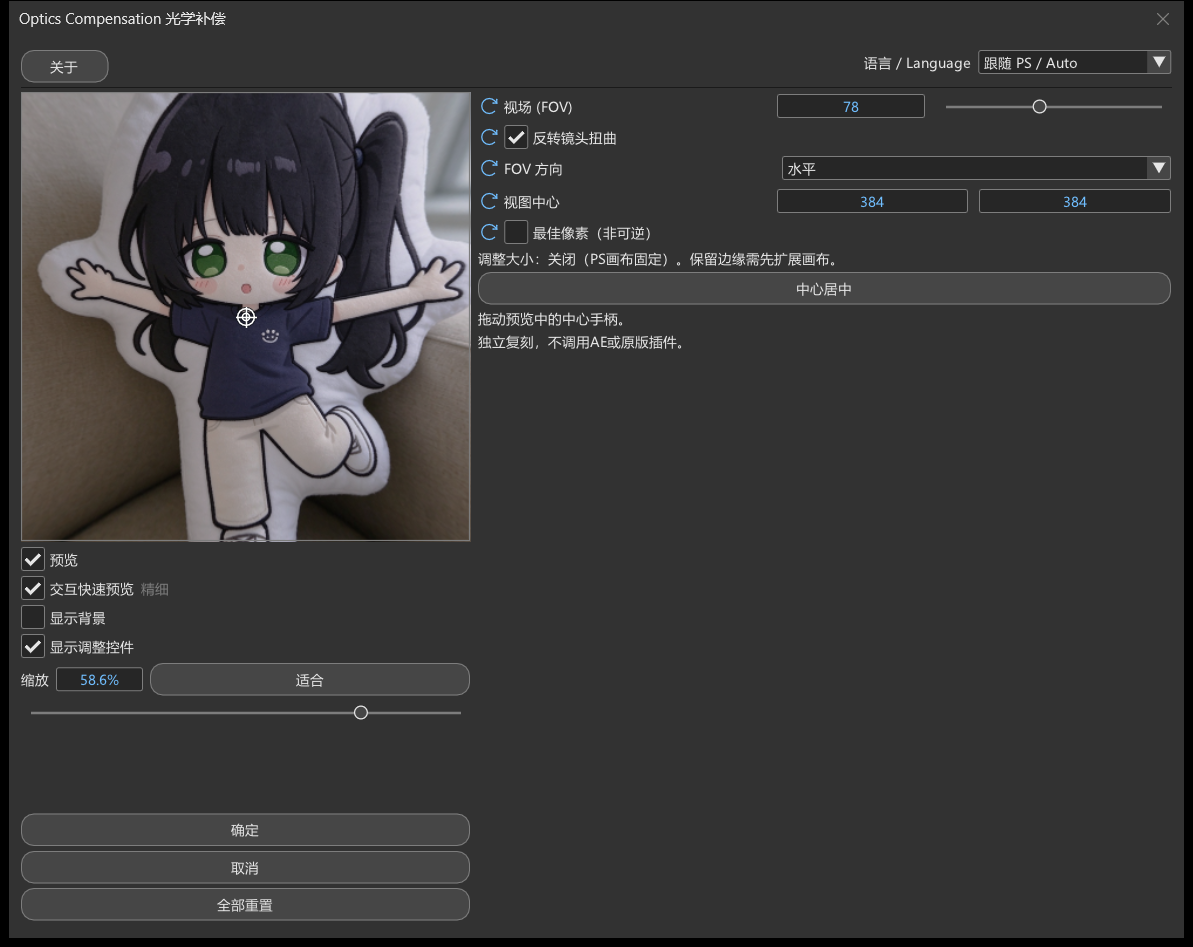 Optics Compensation 光学补偿
关于
语言 / Language 跟随 PS / Auto
视场 (FOV) 78
反转镜头扭曲
FOV 方向 水平
视图中心 384 384
最佳像素（非可逆）
调整大小：关闭（PS画布固定）。保留边缘需先扩展画布。
中心居中
拖动预览中的中心手柄。
独立复刻，不调用AE或原版插件。
预览
交互快速预览 精细
显示背景
显示调整控件
缩放 58.6% 适合
确定
取消
全部重置